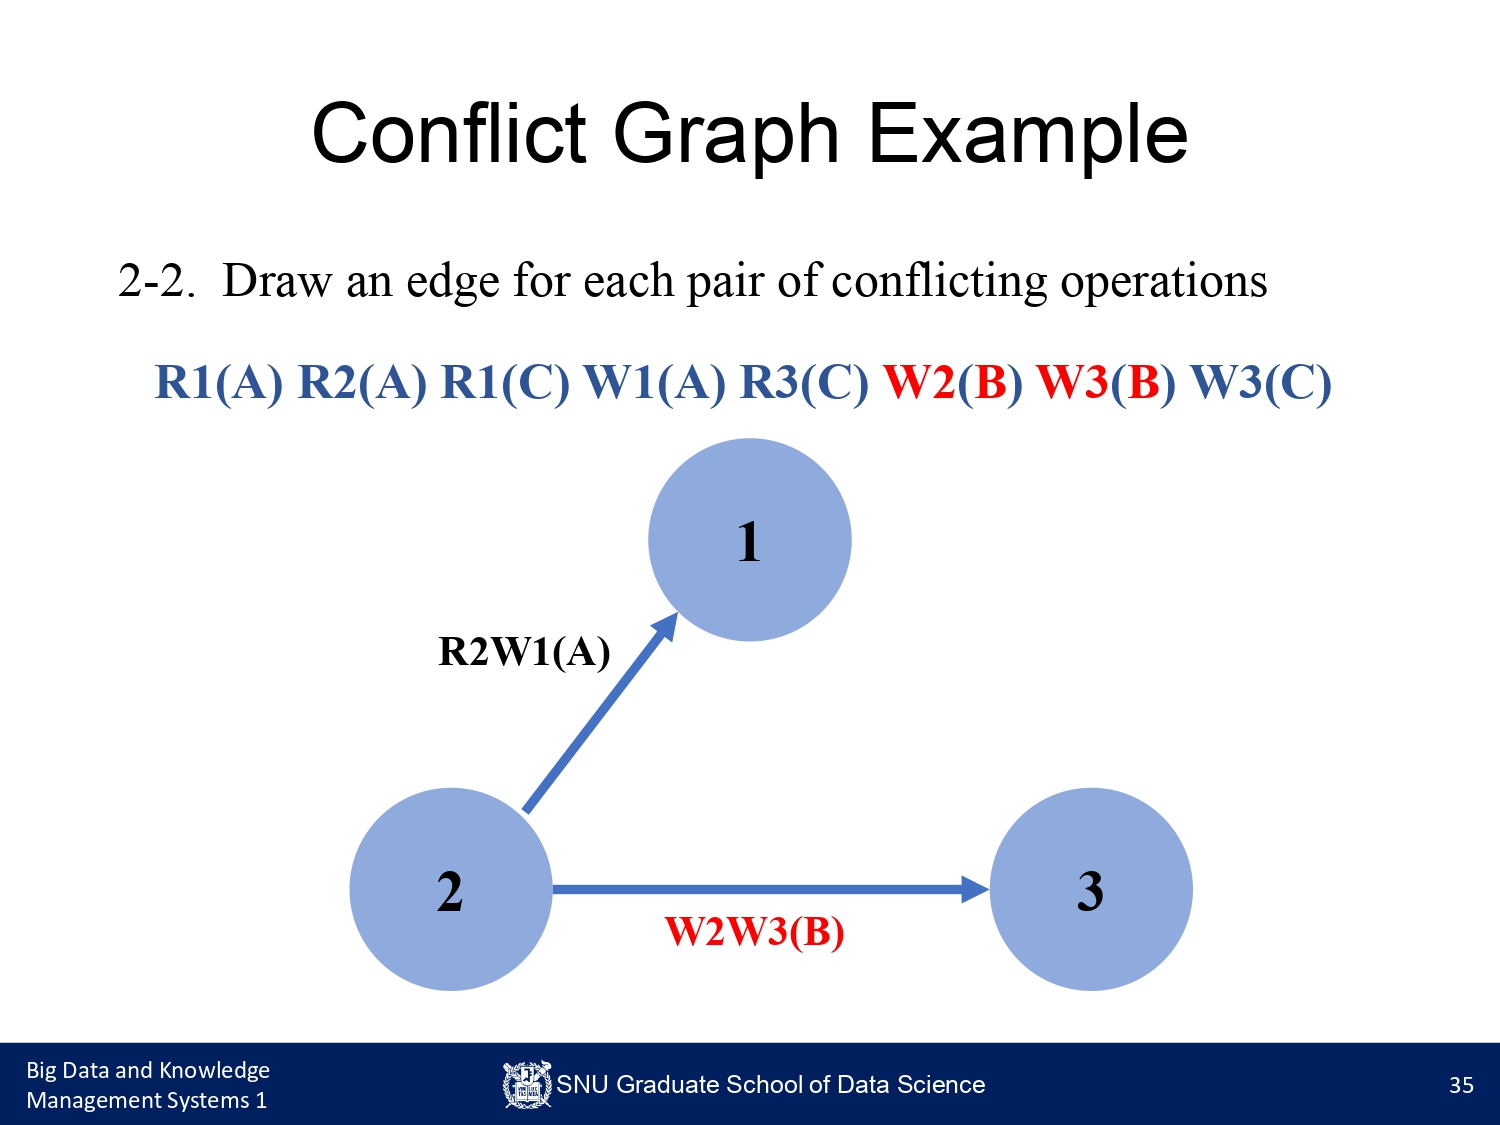 Conflict Graph Example
2-2. Draw an edge for each pair of conflicting operations
R1(A) R2(A) R1(C) W1(A) R3(C) W2(B) W3(B) W3(C)
1
R2W1(A)
2
3
W2W3(B)
Big Data and Knowledge
Management Systems 1
SNU Graduate School of Data Science
35